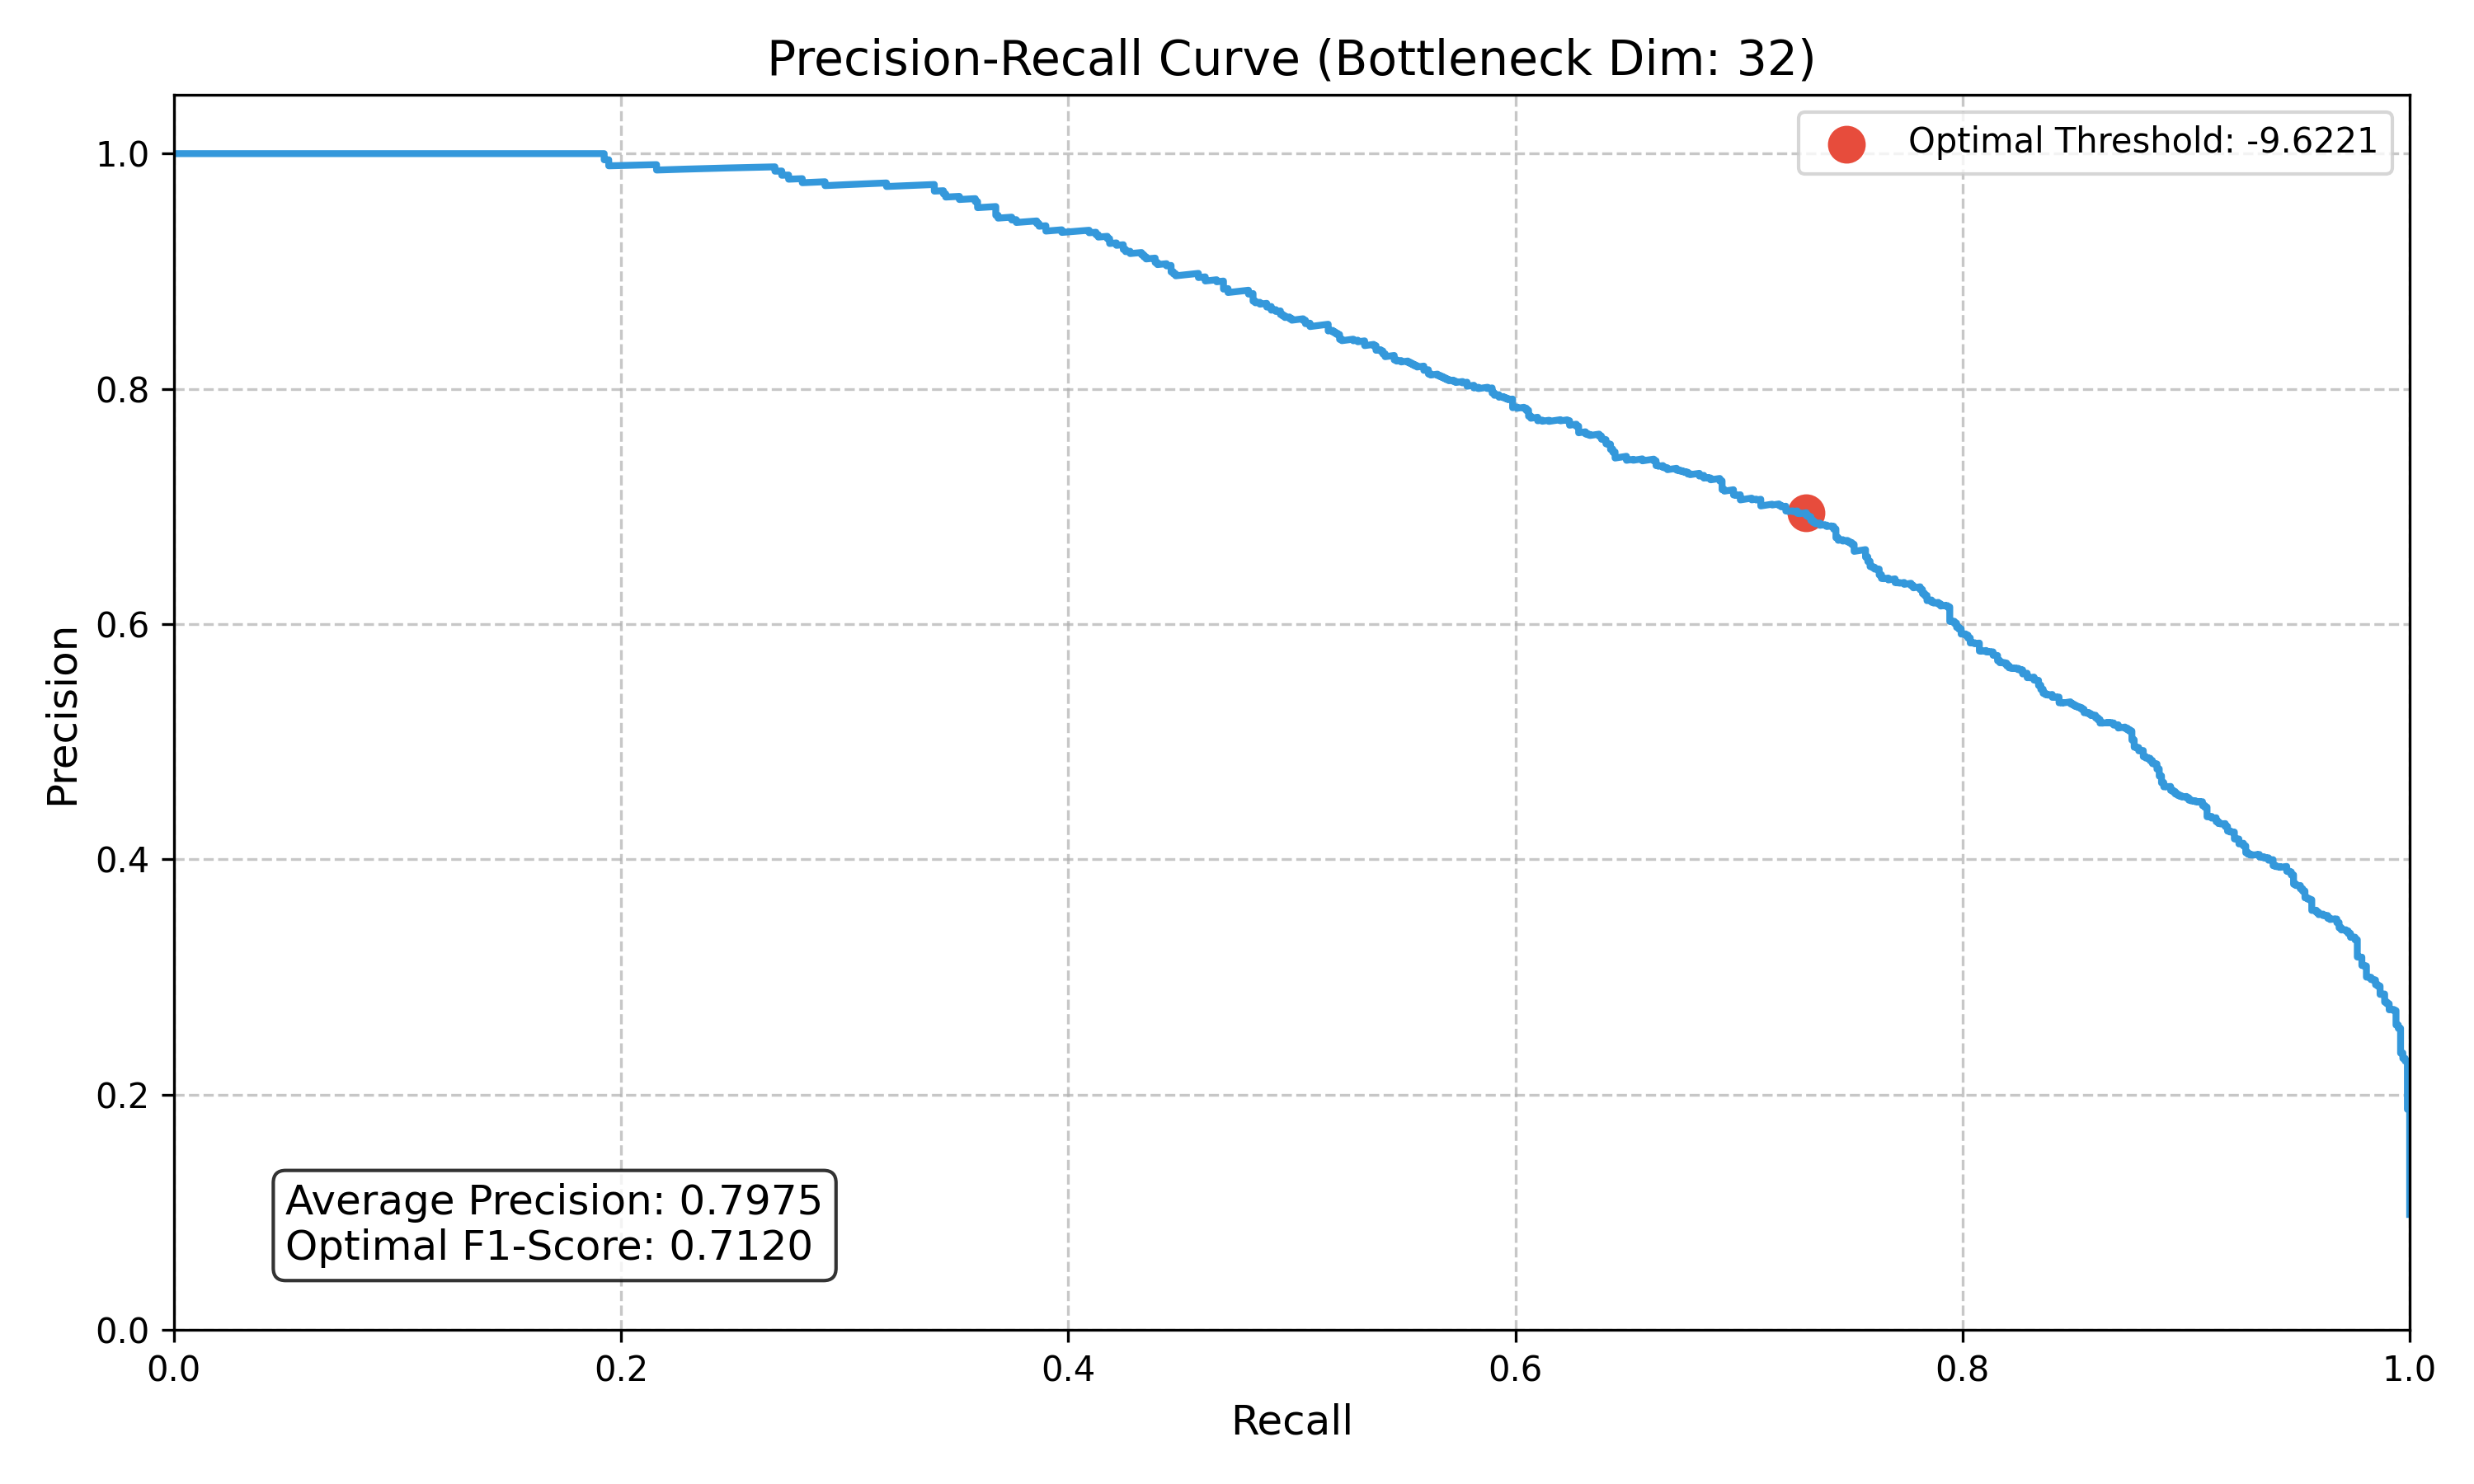 Precision-Recall Curve (Bottleneck Dim: 32)
Optimal Threshold: -9.6221
1.0
0.8
0.6
0.4
0.2
0.0
Precision
Average Precision: 0.7975
Optimal F1-Score: 0.7120
0.0 0.2 0.4 0.6 0.8 1.0
Recall